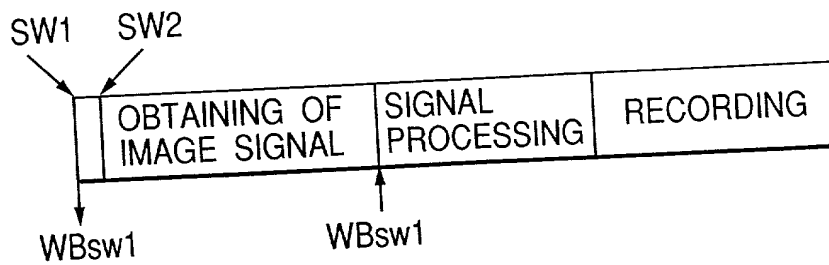 SW1 SW2
OBTAINING OF
IMAGE SIGNAL
SIGNAL
PROCESSING
RECORDING
WBsw1 WBsw1